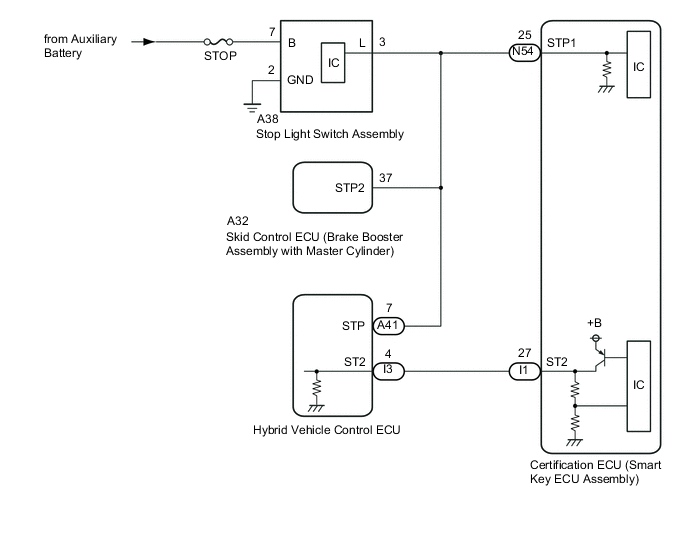 from Auxiliary
Battery
STOP
7
B
L
3
IC
2
GND
A38
Stop Light Switch Assembly
25
N54
STP1
IC
STP2
37
A32
Skid Control ECU (Brake Booster
Assembly with Master Cylinder)
7
STP
A41
4
ST2
I3
27
I1
ST2
+B
IC
Hybrid Vehicle Control ECU
Certification ECU (Smart
Key ECU Assembly)